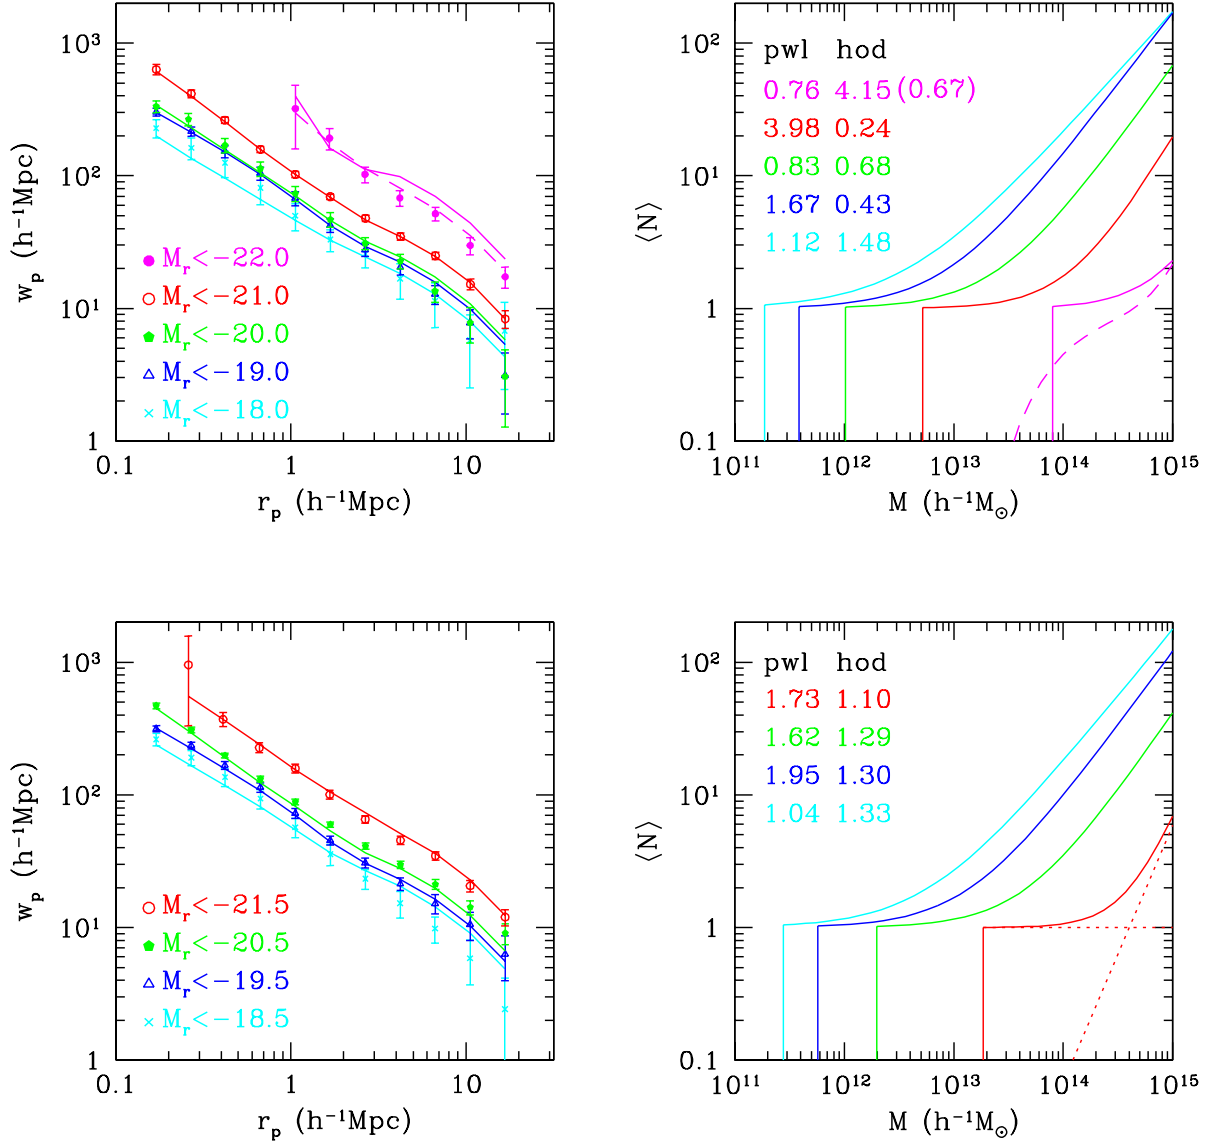 10³
10²
10¹
1
0.1
1
10
w_p (h⁻¹Mpc)
r_p (h⁻¹Mpc)
M_r<−22.0
M_r<−21.0
M_r<−20.0
M_r<−19.0
M_r<−18.0
10²
10¹
1
0.1
10¹¹
10¹²
10¹³
10¹⁴
10¹⁵
⟨N⟩
M (h⁻¹M_⊙)
pwl hod
0.76 4.15 (0.67)
3.98 0.24
0.83 0.68
1.67 0.43
1.12 1.48
10³
10²
10¹
1
0.1
1
10
w_p (h⁻¹Mpc)
r_p (h⁻¹Mpc)
M_r<−21.5
M_r<−20.5
M_r<−19.5
M_r<−18.5
10²
10¹
1
0.1
10¹¹
10¹²
10¹³
10¹⁴
10¹⁵
⟨N⟩
M (h⁻¹M_⊙)
pwl hod
1.73 1.10
1.62 1.29
1.95 1.30
1.04 1.33